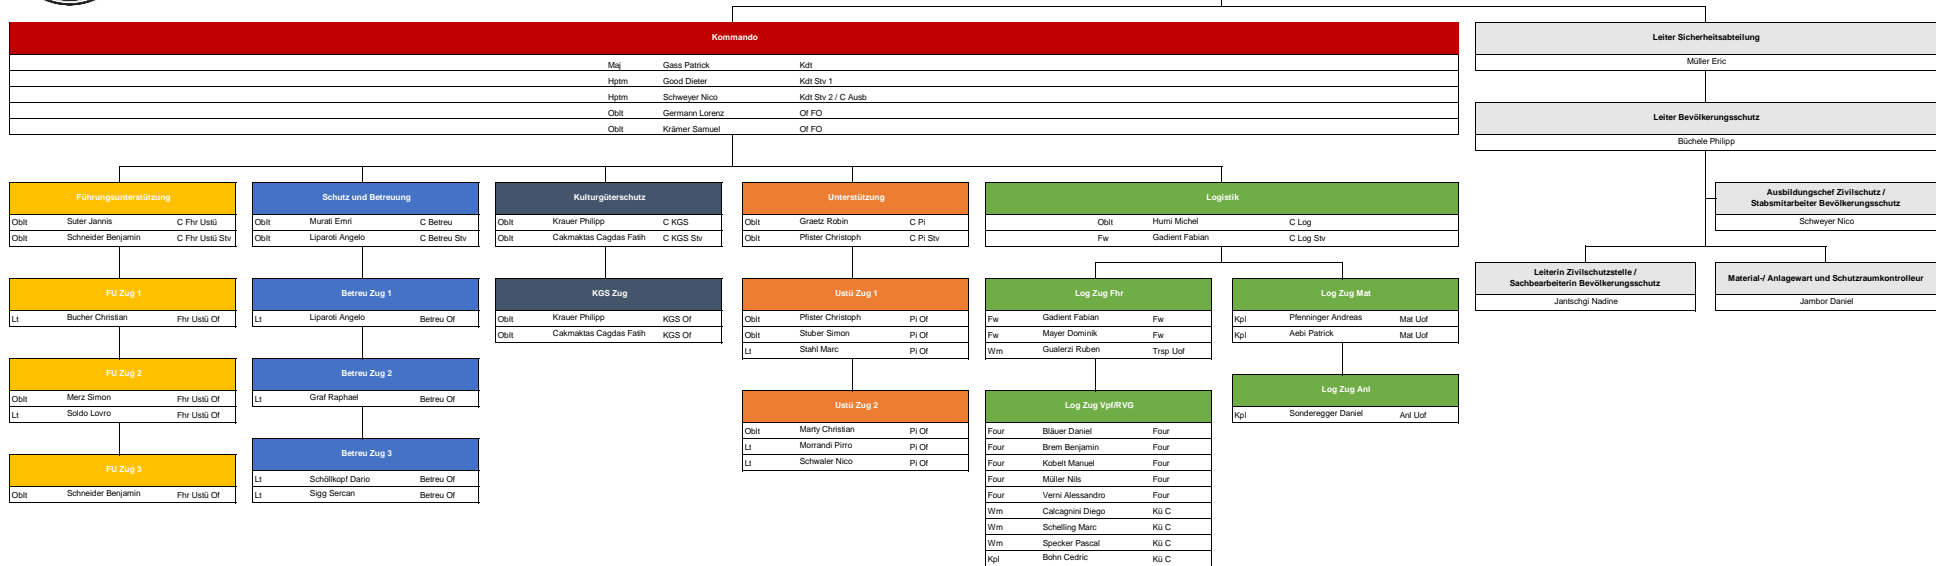 Kommando
Maj Gass Patrick Kdt
Hptm Good Dieter Kdt Stv 1
Hptm Schweyer Nico Kdt Stv 2 / C Ausb
Oblt Germann Lorenz Of FO
Oblt Krämer Samuel Of FO
Leiter Sicherheitsabteilung
Müller Eric
Leiter Bevölkerungsschutz
Büchele Philipp
Ausbildungschef Zivilschutz /
Stabsmitarbeiter Bevölkerungsschutz
Schweyer Nico
Leiterin Zivilschutzstelle /
Sachbearbeiterin Bevölkerungsschutz
Jantschgi Nadine
Material-/ Anlagewart und Schutzraumkontrolleur
Jambor Daniel
Führungsunterstützung
Oblt Suter Jannis C Fhr Ustü
Oblt Schneider Benjamin C Fhr Ustü Stv
FU Zug 1
Lt Bucher Christian Fhr Ustü Of
FU Zug 2
Oblt Merz Simon Fhr Ustü Of
Lt Soldo Lovro Fhr Ustü Of
FU Zug 3
Oblt Schneider Benjamin Fhr Ustü Of
Schutz und Betreuung
Oblt Murati Emri C Betreu
Oblt Liparoti Angelo C Betreu Stv
Betreu Zug 1
Lt Liparoti Angelo Betreu Of
Betreu Zug 2
Lt Graf Raphael Betreu Of
Betreu Zug 3
Lt Schöllkopf Dario Betreu Of
Lt Sigg Sercan Betreu Of
Kulturgüterschutz
Oblt Krauer Philipp C KGS
Oblt Cakmaktas Cagdas Fatih C KGS Stv
KGS Zug
Oblt Krauer Philipp KGS Of
Oblt Cakmaktas Cagdas Fatih KGS Of
Unterstützung
Oblt Graetz Robin C Pi
Oblt Pfister Christoph C Pi Stv
Ustü Zug 1
Oblt Pfister Christoph Pi Of
Oblt Stuber Simon Pi Of
Lt Stahl Marc Pi Of
Ustü Zug 2
Oblt Marty Christian Pi Of
Lt Morrandi Pirro Pi Of
Lt Schwaler Nico Pi Of
Logistik
Oblt Hurni Michel C Log
Fw Gadient Fabian C Log Stv
Log Zug Fhr
Fw Gadient Fabian Fw
Fw Mayer Dominik Fw
Wm Gualerzi Ruben Trsp Uof
Log Zug Vpf/RVG
Four Bläuer Daniel Four
Four Brem Benjamin Four
Four Kobelt Manuel Four
Four Müller Nils Four
Four Verni Alessandro Four
Wm Calcagnini Diego Kü C
Wm Schelling Marc Kü C
Wm Specker Pascal Kü C
Kpl Bohn Cedric Kü C
Log Zug Mat
Kpl Pfenninger Andreas Mat Uof
Kpl Aebi Patrick Mat Uof
Log Zug Anl
Kpl Sonderegger Daniel Anl Uof